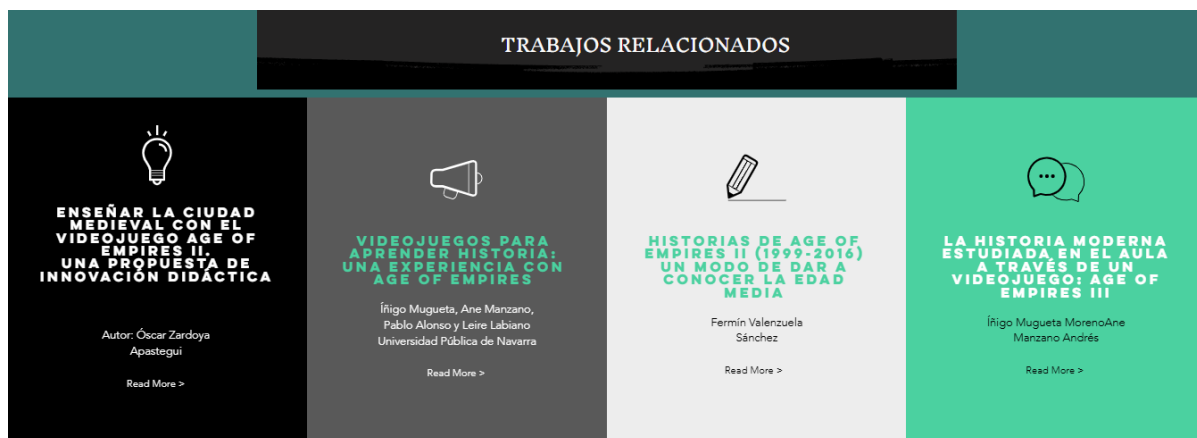 TRABAJOS RELACIONADOS
ENSEÑAR LA CIUDAD
MEDIEVAL CON EL
VIDEOJUEGO AGE OF
EMPIRES II.
UNA PROPUESTA DE
INNOVACIÓN DIDÁCTICA
Autor: Óscar Zardoya
Apastegui
Read More >
VIDEOJUEGOS PARA
APRENDER HISTORIA:
UNA EXPERIENCIA CON
AGE OF EMPIRES
Íñigo Mugueta, Ane Manzano,
Pablo Alonso y Leire Labiano
Universidad Pública de Navarra
Read More >
HISTORIAS DE AGE OF
EMPIRES II (1999-2016)
UN MODO DE DAR A
CONOCER LA EDAD
MEDIA
Fermín Valenzuela
Sánchez
Read More >
LA HISTORIA MODERNA
ESTUDIADA EN EL AULA
A TRAVÉS DE UN
VIDEOJUEGO: AGE OF
EMPIRES III
Íñigo Mugueta MorenoAne
Manzano Andrés
Read More >